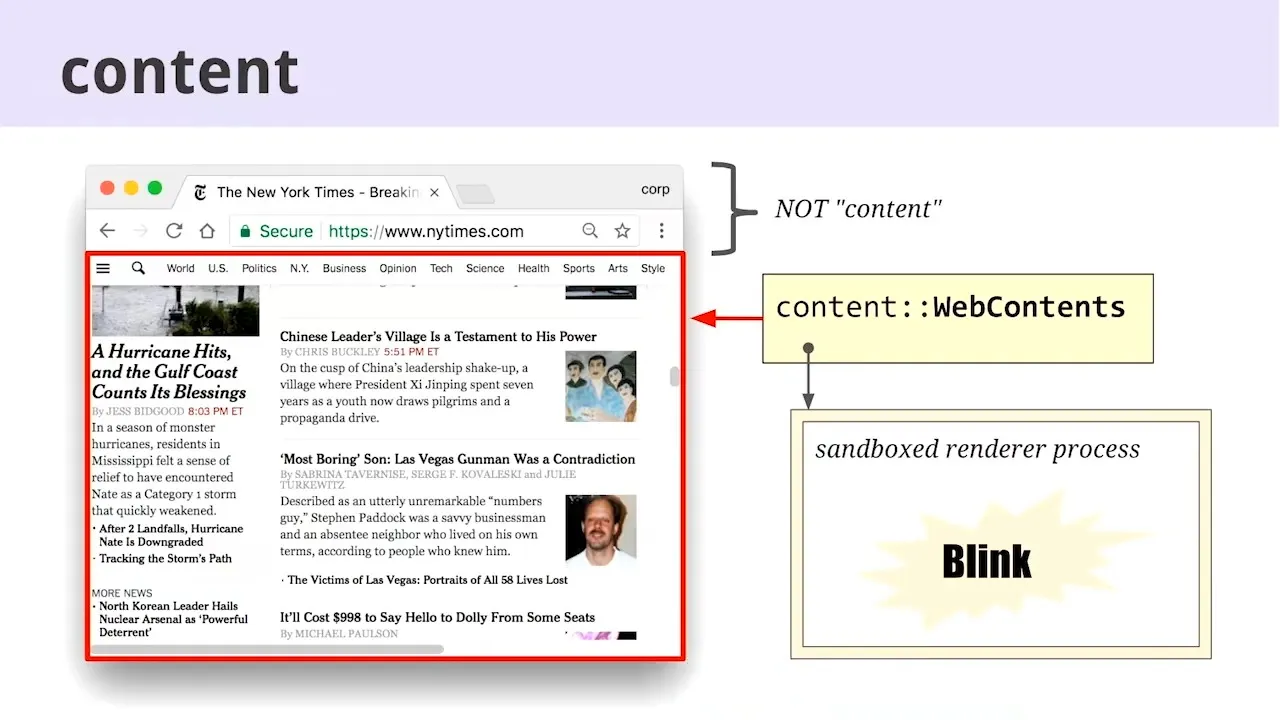 content
The New York Times - Breakin
corp
Secure
https://www.nytimes.com
NOT "content"
World U.S. Politics N.Y. Business Opinion Tech Science Health Sports Arts Style
A Hurricane Hits,
and the Gulf Coast
Counts Its Blessings
By JESS BIDGOOD 8:03 PM ET
In a season of monster
hurricanes, residents in
Mississippi felt a sense of
relief to have encountered
Nate as a Category 1 storm
that quickly weakened.
· After 2 Landfalls, Hurricane
Nate Is Downgraded
· Tracking the Storm's Path
MORE NEWS
· North Korean Leader Hails
Nuclear Arsenal as 'Powerful
Deterrent'
Chinese Leader's Village Is a Testament to His Power
By CHRIS BUCKLEY 5:51 PM ET
On the cusp of China's leadership shake-up, a
village where President Xi Jinping spent seven
years as a youth now draws pilgrims and a
propaganda drive.
'Most Boring' Son: Las Vegas Gunman Was a Contradiction
By SABRINA TAVERNISE, SERGE F. KOVALESKI and JULIE
TURKEWITZ
Described as an utterly unremarkable "numbers
guy," Stephen Paddock was a savvy businessman
and an absentee neighbor who lived on his own
terms, according to people who knew him.
· The Victims of Las Vegas: Portraits of All 58 Lives Lost
It'll Cost $998 to Say Hello to Dolly From Some Seats
By MICHAEL PAULSON
content::WebContents
sandboxed renderer process
Blink